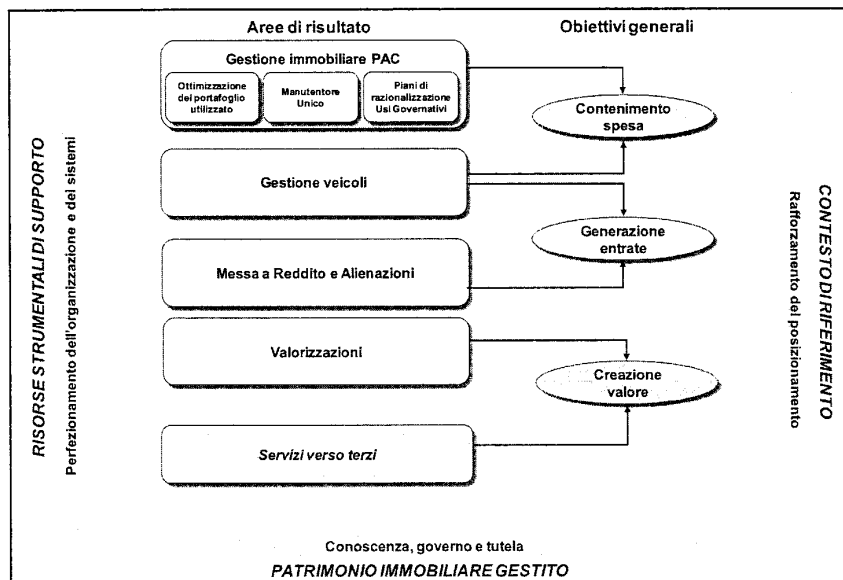 Aree di risultato
Obiettivi generali
Gestione immobiliare PAC
Ottimizzazione
del portafoglio
utilizzato
Manutentore
Unico
Piani di
razionalizzazione
Usi Governativi
Contenimento
spesa
Gestione veicoli
Generazione
entrate
Messa a Reddito e Alienazioni
Valorizzazioni
Creazione
valore
Servizi verso terzi
RISORSE STRUMENTALI DI SUPPORTO
Perfezionamento dell'organizzazione e dei sistemi
CONTESTO DI RIFERIMENTO
Rafforzamento del posizionamento
Conoscenza, governo e tutela
PATRIMONIO IMMOBILIARE GESTITO